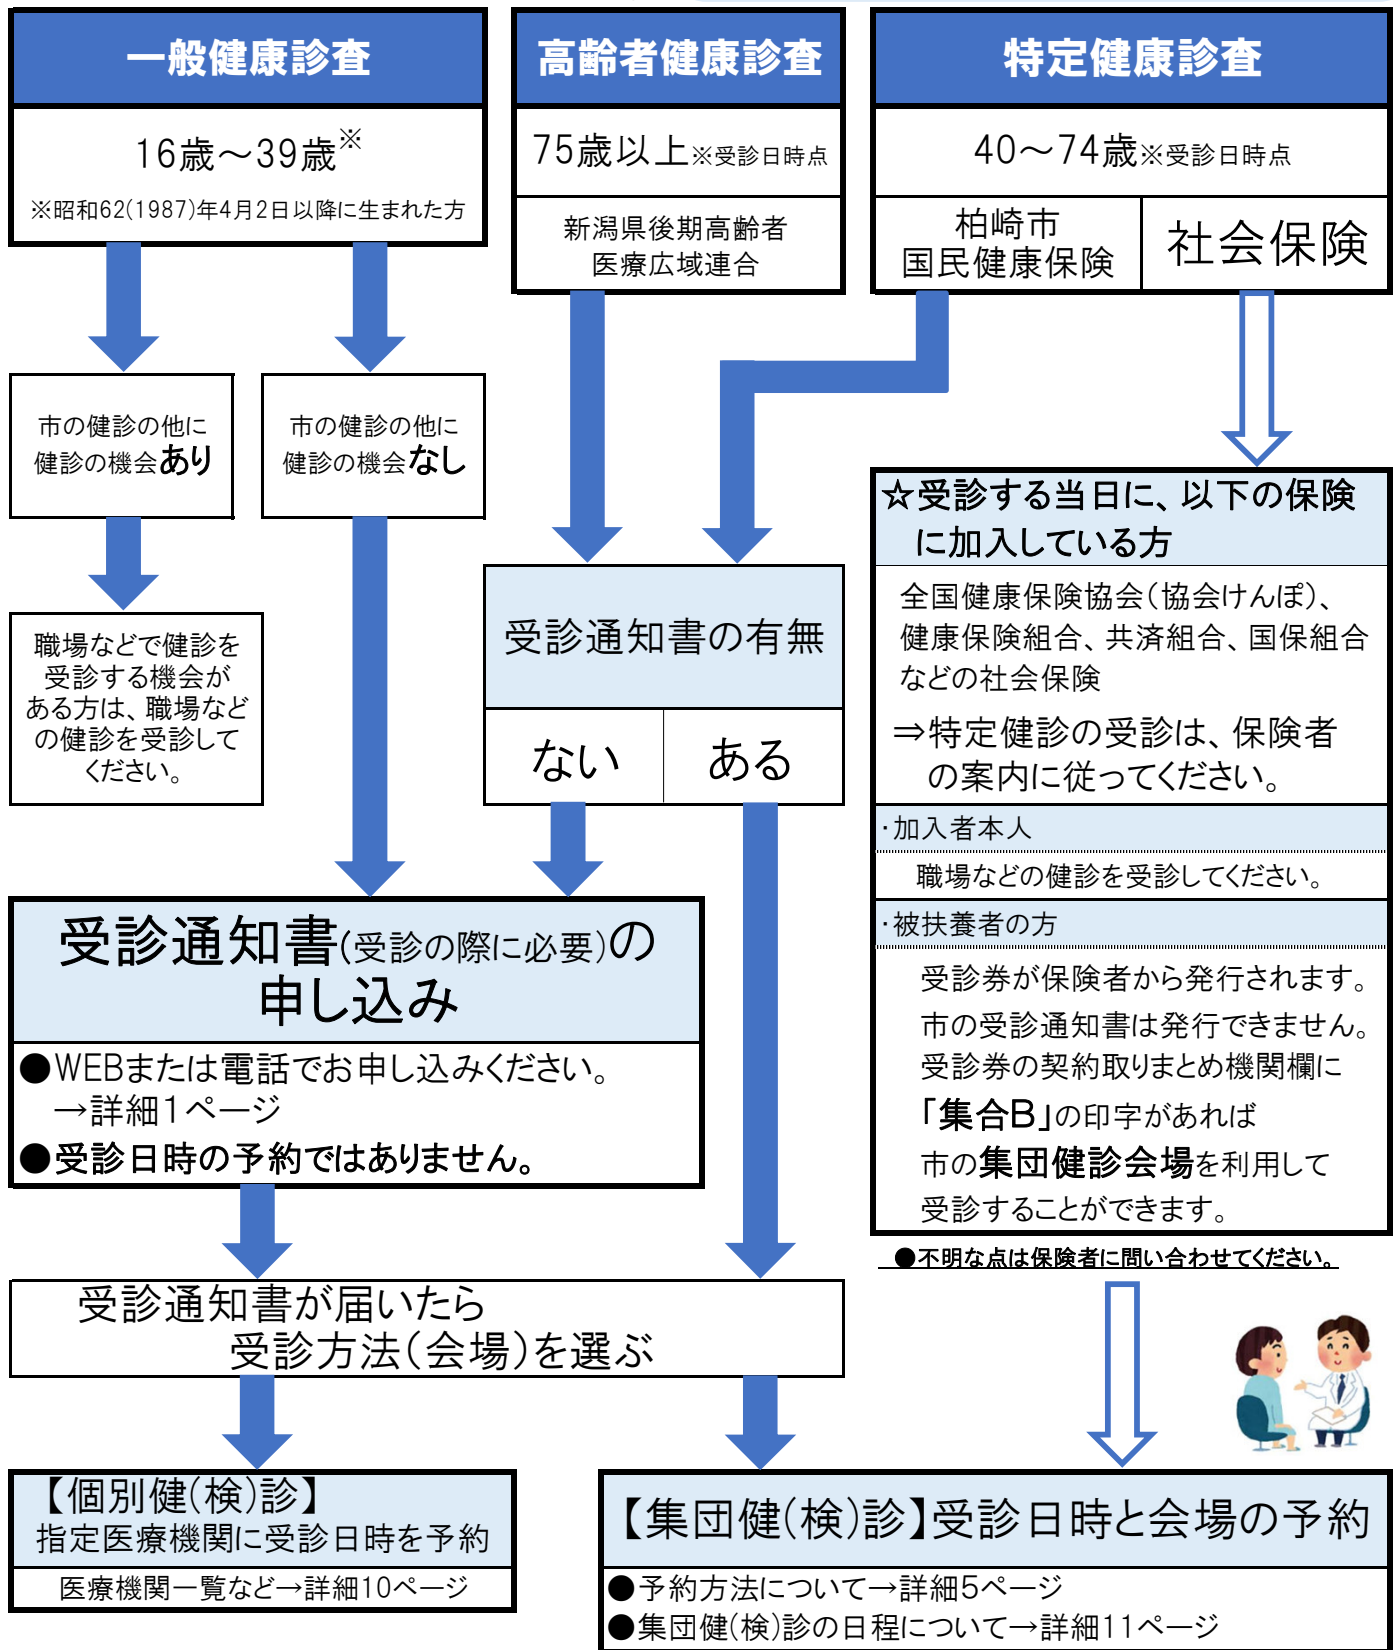 一般健康診査
16歳～39歳※
※昭和62(1987)年4月2日以降に生まれた方
高齢者健康診査
75歳以上※受診日時点
新潟県後期高齢者
医療広域連合
特定健康診査
40～74歳※受診日時点
柏崎市
国民健康保険
社会保険
市の健診の他に
健診の機会あり
市の健診の他に
健診の機会なし
職場などで健診を
受診する機会が
ある方は、職場など
の健診を受診して
ください。
受診通知書の有無
ない
ある
☆受診する当日に、以下の保険
に加入している方
全国健康保険協会（協会けんぽ）、
健康保険組合、共済組合、国保組合
などの社会保険
⇒特定健診の受診は、保険者
の案内に従ってください。
・加入者本人
職場などの健診を受診してください。
・被扶養者の方
受診券が保険者から発行されます。
市の受診通知書は発行できません。
受診券の契約取りまとめ機関欄に
「集合B」の印字があれば
市の集団健診会場を利用して
受診することができます。
●不明な点は保険者に問い合わせてください。
受診通知書(受診の際に必要)の
申し込み
●WEBまたは電話でお申し込みください。
→詳細1ページ
●受診日時の予約ではありません。
受診通知書が届いたら
受診方法（会場）を選ぶ
【個別健(検)診】
指定医療機関に受診日時を予約
医療機関一覧など→詳細10ページ
【集団健(検)診】受診日時と会場の予約
●予約方法について→詳細5ページ
●集団健(検)診の日程について→詳細11ページ